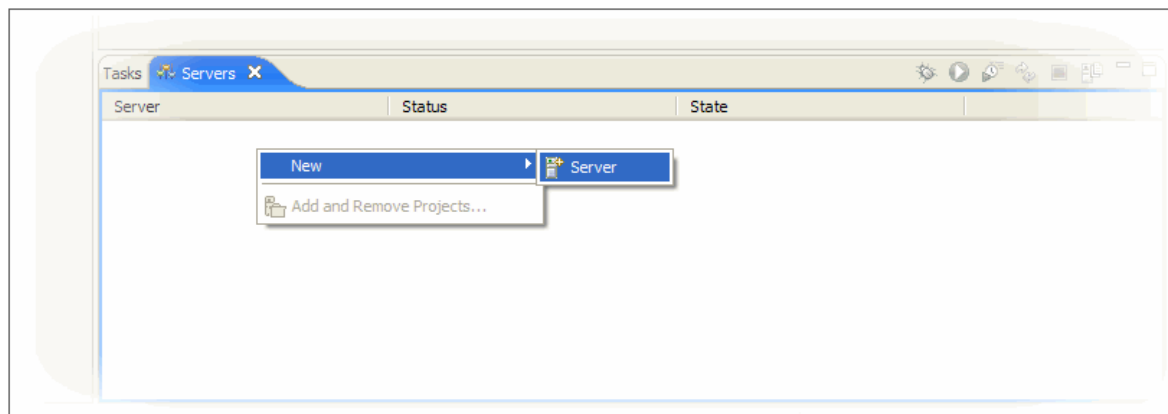 Tasks Servers
Server Status State
New Server
Add and Remove Projects...